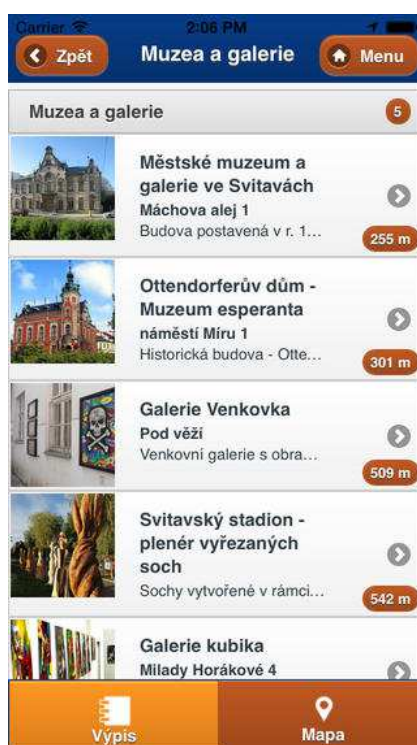 Carrier 2:06 PM
Zpět Muzea a galerie Menu
Muzea a galerie 5
Městské muzeum a
galerie ve Svitavách
Máchova alej 1
Budova postavená v r. 1...
255 m
Ottendorferův dům -
Muzeum esperanta
náměstí Míru 1
Historická budova - Otte...
301 m
Galerie Venkovka
Pod věží
Venkovní galerie s obra...
509 m
Svitavský stadion -
plenér vyřezaných
soch
Sochy vytvořené v rámci...
542 m
Galerie kubika
Milady Horákové 4
Výpis Mapa